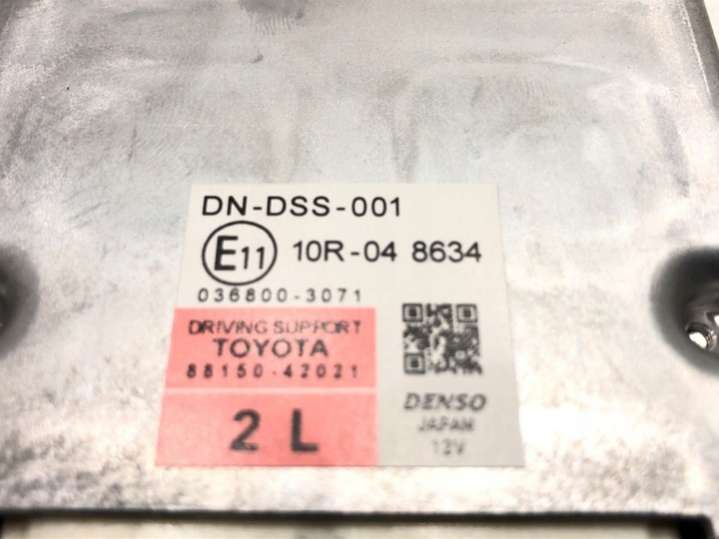 DN-DSS-001
E11 10R-04 8634
036800-3071
DRIVING SUPPORT
TOYOTA
88150-42021
2 L
DENSO
JAPAN
12V